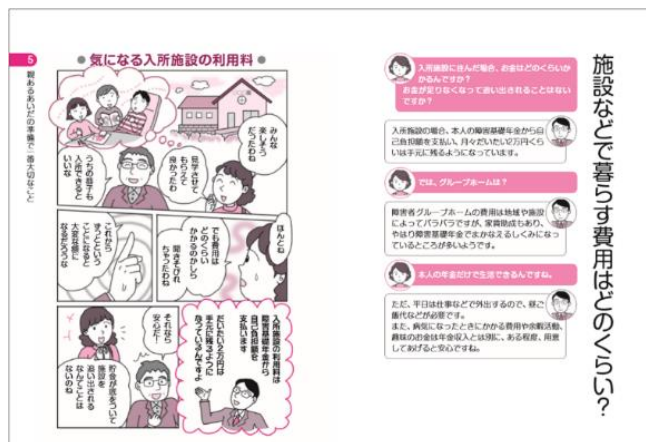 施設などで暮らす費用はどのくらい？
入所施設に住んだ場合、お金はどのくらいか
かるんですか？
お金が足りなくなって追い出されることはない
ですか？
入所施設の場合、本人の障害基礎年金から自
己負担額を支払い、月々だいたい2万円くら
いは手元に残るようになっています。
では、グループホームは？
障害者グループホームの費用は地域や施設
によってバラバラですが、家賃助成もあり、
やはり障害基礎年金でまかなえるしくみになっ
ているところが多いようです。
本人の年金だけで生活できるんですね。
ただ、平日は仕事などで外出するので、昼ご
飯代などが必要です。
また、病気になったときにかかる費用や余暇活動、
趣味のお金は年金収入とは別に、ある程度、用意
してあげると安心ですね。
5
親あるあいだの準備で一番大切なこと
気になる入所施設の利用料
みんな
楽しそう
だったわね
見学させて
もらえて
良かったわ
うちの息子も
入所できると
いいな
ほんとね
でも費用は
どのくらい
かかるのかしら
聞きそびれ
ちゃったわね
これから
ずっとという
ことになると
大変な額に
なるだろうな
入所施設の利用料は
障害基礎年金から
自己負担額を
支払います
だいたい2万円は
手元に残るように
なっているんですよ
それなら
安心だ！
貯金が底をついて
施設を
追い出される
なんてことは
ないのね